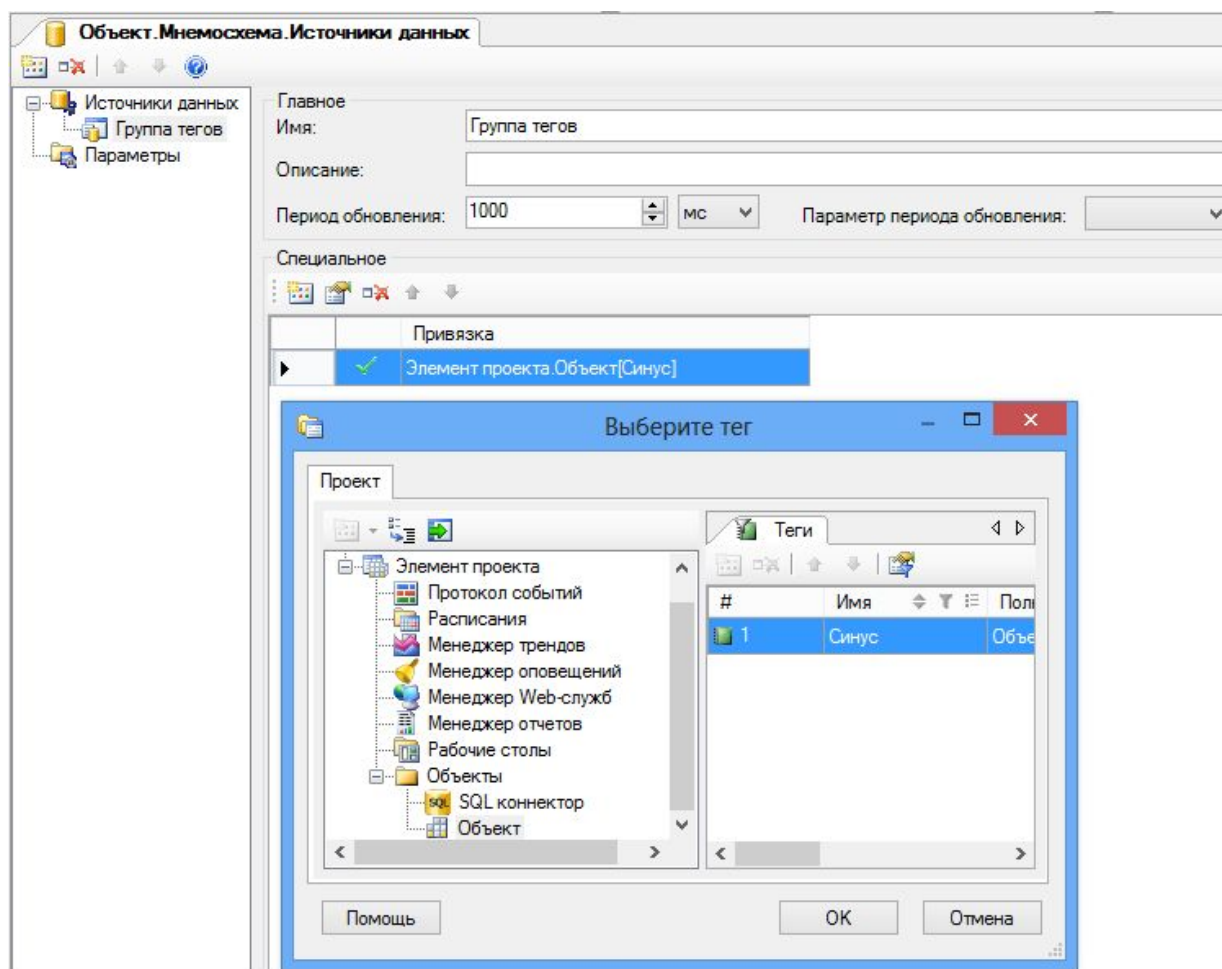 Объект.Мнемосхема.Источники данных
Источники данных
Группа тегов
Параметры
Главное
Имя: Группа тегов
Описание:
Период обновления: 1000 мс Параметр периода обновления:
Специальное
Привязка
Элемент проекта.Объект[Синус]
Выберите тег
Проект
Элемент проекта
Протокол событий
Расписания
Менеджер трендов
Менеджер оповещений
Менеджер Web-служб
Менеджер отчетов
Рабочие столы
Объекты
SQL SQL коннектор
Объект
Теги
# Имя Полн
1 Синус Объе
Помощь OK Отмена